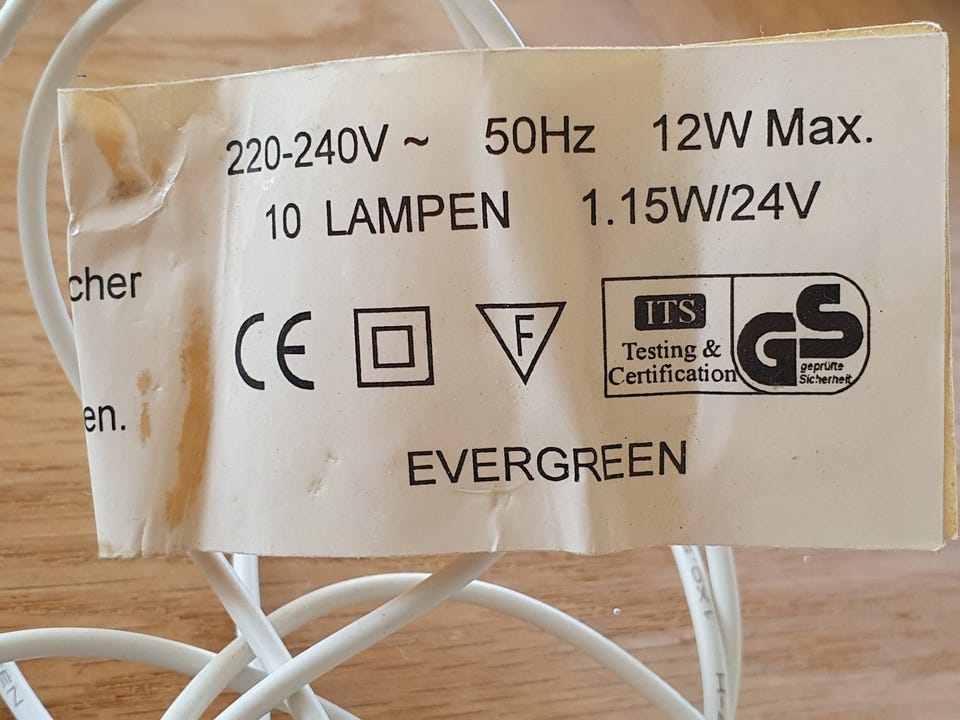 220-240V ~ 50Hz 12W Max.
10 LAMPEN 1.15W/24V
cher
en.
CE F ITS Testing & Certification GS geprüfte Sicherheit
EVERGREEN